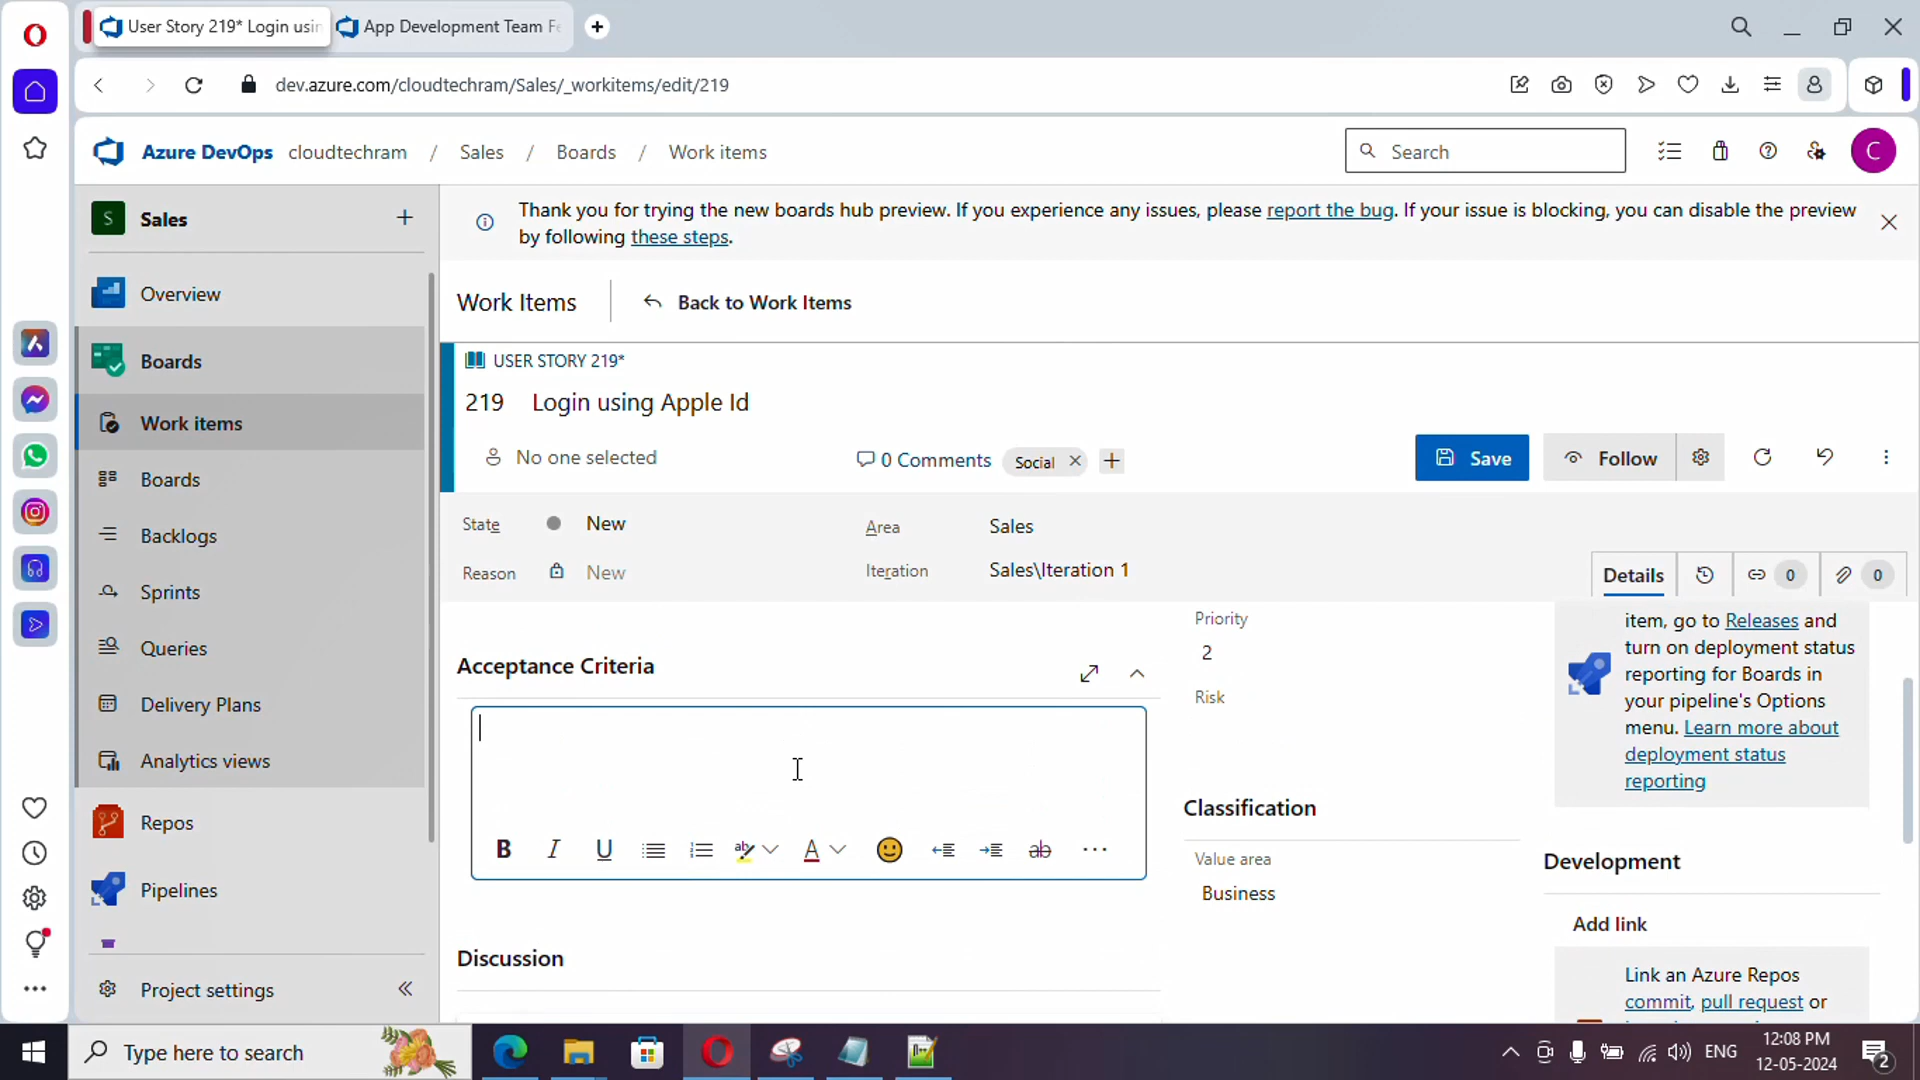 User Story 219* Login usin
App Development Team Fe
dev.azure.com/cloudtechram/Sales/_workitems/edit/219
Azure DevOps cloudtechram / Sales / Boards / Work items
Search
C
S Sales
Overview
Boards
Work items
Boards
Backlogs
Sprints
Queries
Delivery Plans
Analytics views
Repos
Pipelines
Project settings
Thank you for trying the new boards hub preview. If you experience any issues, please report the bug. If your issue is blocking, you can disable the preview
by following these steps.
Work Items
Back to Work Items
USER STORY 219*
219 Login using Apple Id
No one selected
0 Comments
Social
Save
Follow
State New
Area Sales
Reason New
Iteration Sales\Iteration 1
Details
0
0
Acceptance Criteria
B I U ab A ab ...
Discussion
Priority
2
Risk
Classification
Value area
Business
item, go to Releases and
turn on deployment status
reporting for Boards in
your pipeline's Options
menu. Learn more about
deployment status
reporting
Development
Add link
Link an Azure Repos
commit, pull request or
Type here to search
ENG
12:08 PM
12-05-2024
2